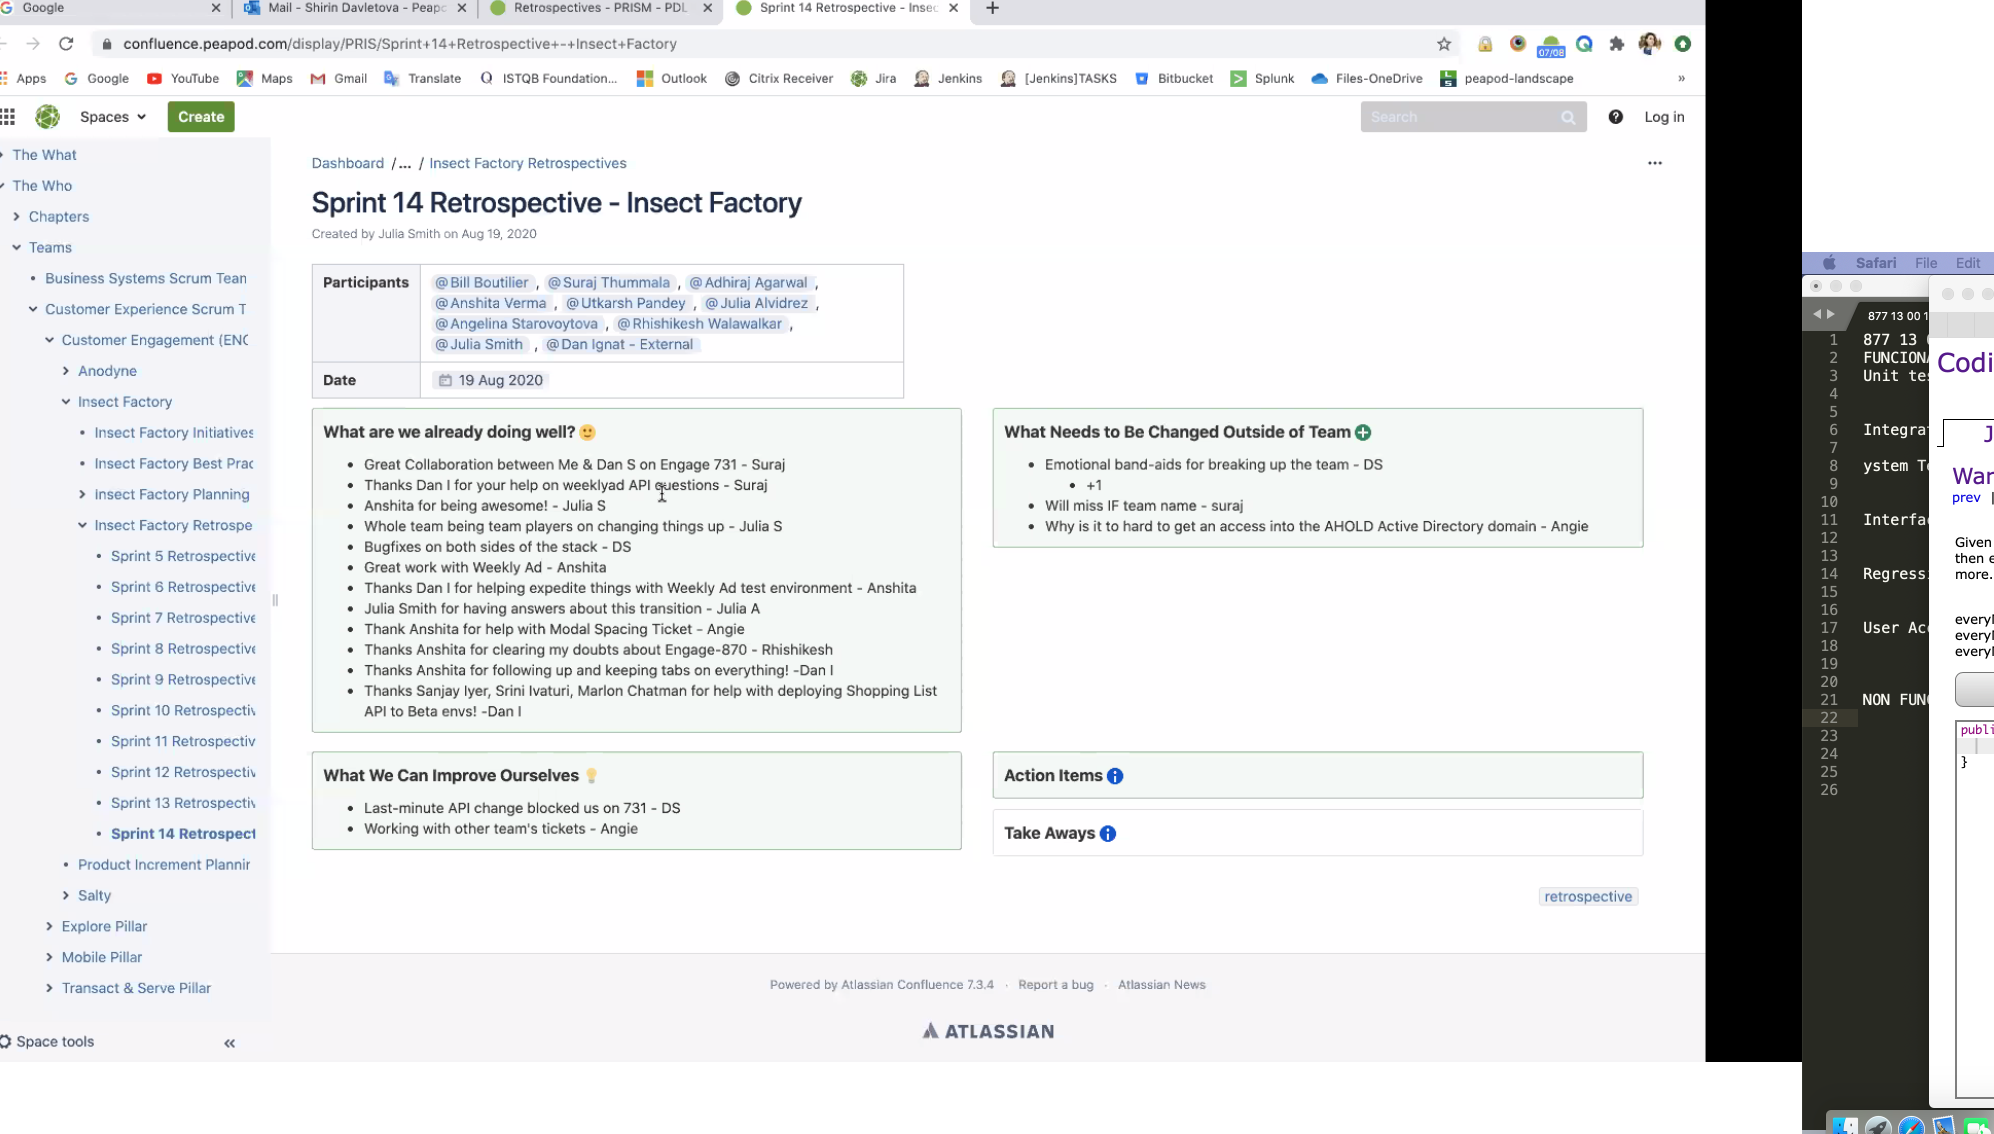 Google
Mail - Shirin Davletova - Peapo
Retrospectives - PRISM - PDL
Sprint 14 Retrospective - Insec
confluence.peapod.com/display/PRIS/Sprint+14+Retrospective+-+Insect+Factory
07/08
Apps
Google
YouTube
Maps
Gmail
Translate
ISTQB Foundation...
Outlook
Citrix Receiver
Jira
Jenkins
[Jenkins]TASKS
Bitbucket
Splunk
Files-OneDrive
peapod-landscape
»
Spaces
Create
Search
Log in
The What
The Who
Chapters
Teams
Business Systems Scrum Tean
Customer Experience Scrum T
Customer Engagement (ENC
Anodyne
Insect Factory
Insect Factory Initiatives
Insect Factory Best Prac
Insect Factory Planning
Insect Factory Retrospe
Sprint 5 Retrospective
Sprint 6 Retrospective
Sprint 7 Retrospective
Sprint 8 Retrospective
Sprint 9 Retrospective
Sprint 10 Retrospectiv
Sprint 11 Retrospectiv
Sprint 12 Retrospectiv
Sprint 13 Retrospectiv
Sprint 14 Retrospect
Product Increment Plannir
Salty
Explore Pillar
Mobile Pillar
Transact & Serve Pillar
Space tools
«
Dashboard /... / Insect Factory Retrospectives
Sprint 14 Retrospective - Insect Factory
Created by Julia Smith on Aug 19, 2020
Participants
@Bill Boutilier , @Suraj Thummala , @Adhiraj Agarwal ,
@Anshita Verma , @Utkarsh Pandey , @Julia Alvidrez ,
@Angelina Starovoytova , @Rhishikesh Walawalkar ,
@Julia Smith , @Dan Ignat - External
Date
19 Aug 2020
What are we already doing well?
• Great Collaboration between Me & Dan S on Engage 731 - Suraj
• Thanks Dan I for your help on weeklyad API questions - Suraj
• Anshita for being awesome! - Julia S
• Whole team being team players on changing things up - Julia S
• Bugfixes on both sides of the stack - DS
• Great work with Weekly Ad - Anshita
• Thanks Dan I for helping expedite things with Weekly Ad test environment - Anshita
• Julia Smith for having answers about this transition - Julia A
• Thank Anshita for help with Modal Spacing Ticket - Angie
• Thanks Anshita for clearing my doubts about Engage-870 - Rhishikesh
• Thanks Anshita for following up and keeping tabs on everything! -Dan I
• Thanks Sanjay Iyer, Srini Ivaturi, Marlon Chatman for help with deploying Shopping List
API to Beta envs! -Dan I
What Needs to Be Changed Outside of Team
• Emotional band-aids for breaking up the team - DS
• +1
• Will miss IF team name - suraj
• Why is it to hard to get an access into the AHOLD Active Directory domain - Angie
What We Can Improve Ourselves
• Last-minute API change blocked us on 731 - DS
• Working with other team's tickets - Angie
Action Items
Take Aways
retrospective
Powered by Atlassian Confluence 7.3.4 · Report a bug · Atlassian News
ATLASSIAN
Safari File Edit
877 13 00 1
1 877 13
2 FUNCION
3 Unit te
4
5
6 Integra
7
8 ystem T
9
10
11 Interfa
12
13
14 Regress
15
16
17 User Ac
18
19
20
21 NON FUN
22
23
24
25
26
Codi
J
War
prev |
Given
then e
more.
every
every
every
publi
}